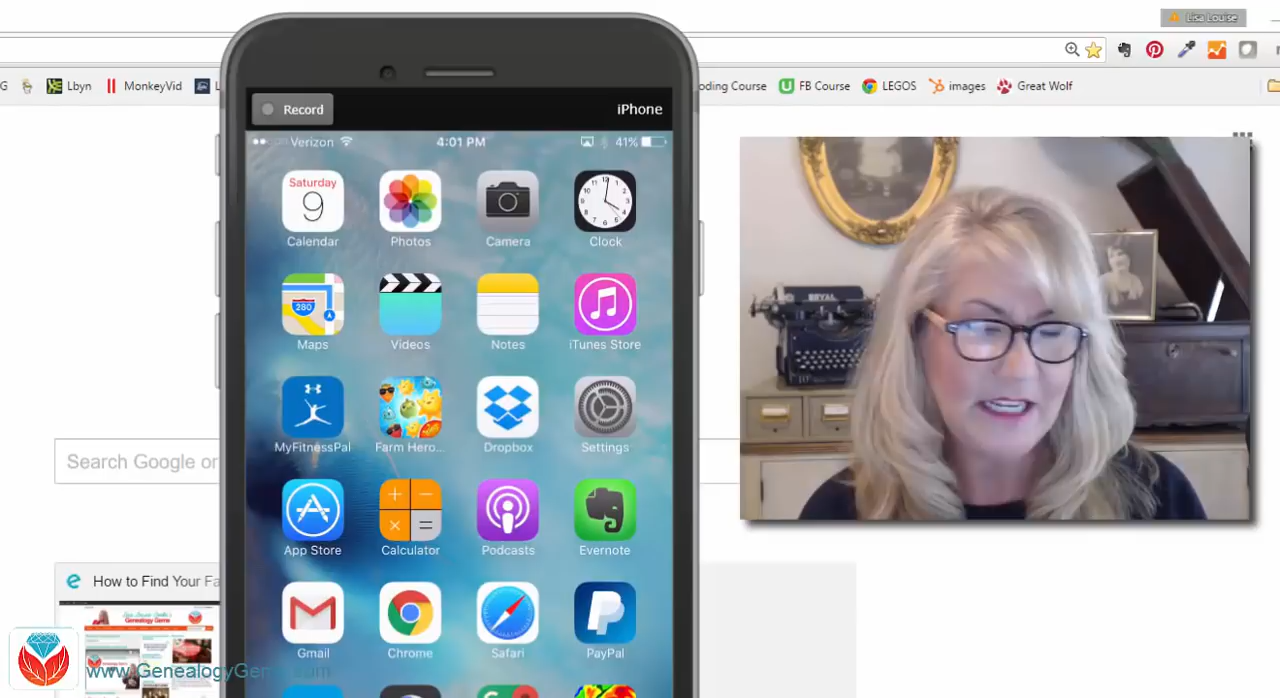 Lisa Louise
G
Lbyn
MonkeyVid
L
oding Course
FB Course
LEGOS
images
Great Wolf
Record
iPhone
Verizon
4:01 PM
41%
Saturday
9
Calendar
Photos
Camera
Clock
280
Maps
Videos
Notes
iTunes Store
MyFitnessPal
Farm Hero...
Dropbox
Settings
App Store
Calculator
Podcasts
Evernote
Gmail
Chrome
Safari
PayPal
ROYAL
Search Google or
How to Find Your Fa
www.GenealogyGems.com